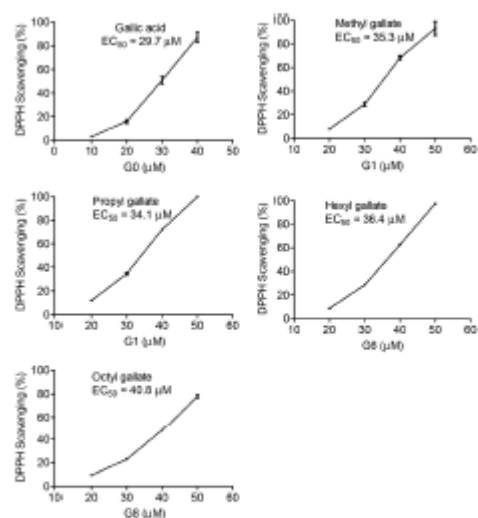 Gallic acid
EC50 = 29.7 μM
DPPH Scavenging (%)
100
80
60
40
20
0
0 10 20 30 40 50
G0 (μM)
Methyl gallate
EC50 = 35.3 μM
DPPH Scavenging (%)
100
80
60
40
20
0
10 20 30 40 50 60
G1 (μM)
Propyl gallate
EC50 = 34.1 μM
DPPH Scavenging (%)
100
80
60
40
20
0
10 20 30 40 50 60
G1 (μM)
Hexyl gallate
EC50 = 36.4 μM
DPPH Scavenging (%)
100
80
60
40
20
0
10 20 30 40 50 60
G6 (μM)
Octyl gallate
EC50 = 40.8 μM
DPPH Scavenging (%)
100
80
60
40
20
0
10 20 30 40 50 60
G8 (μM)